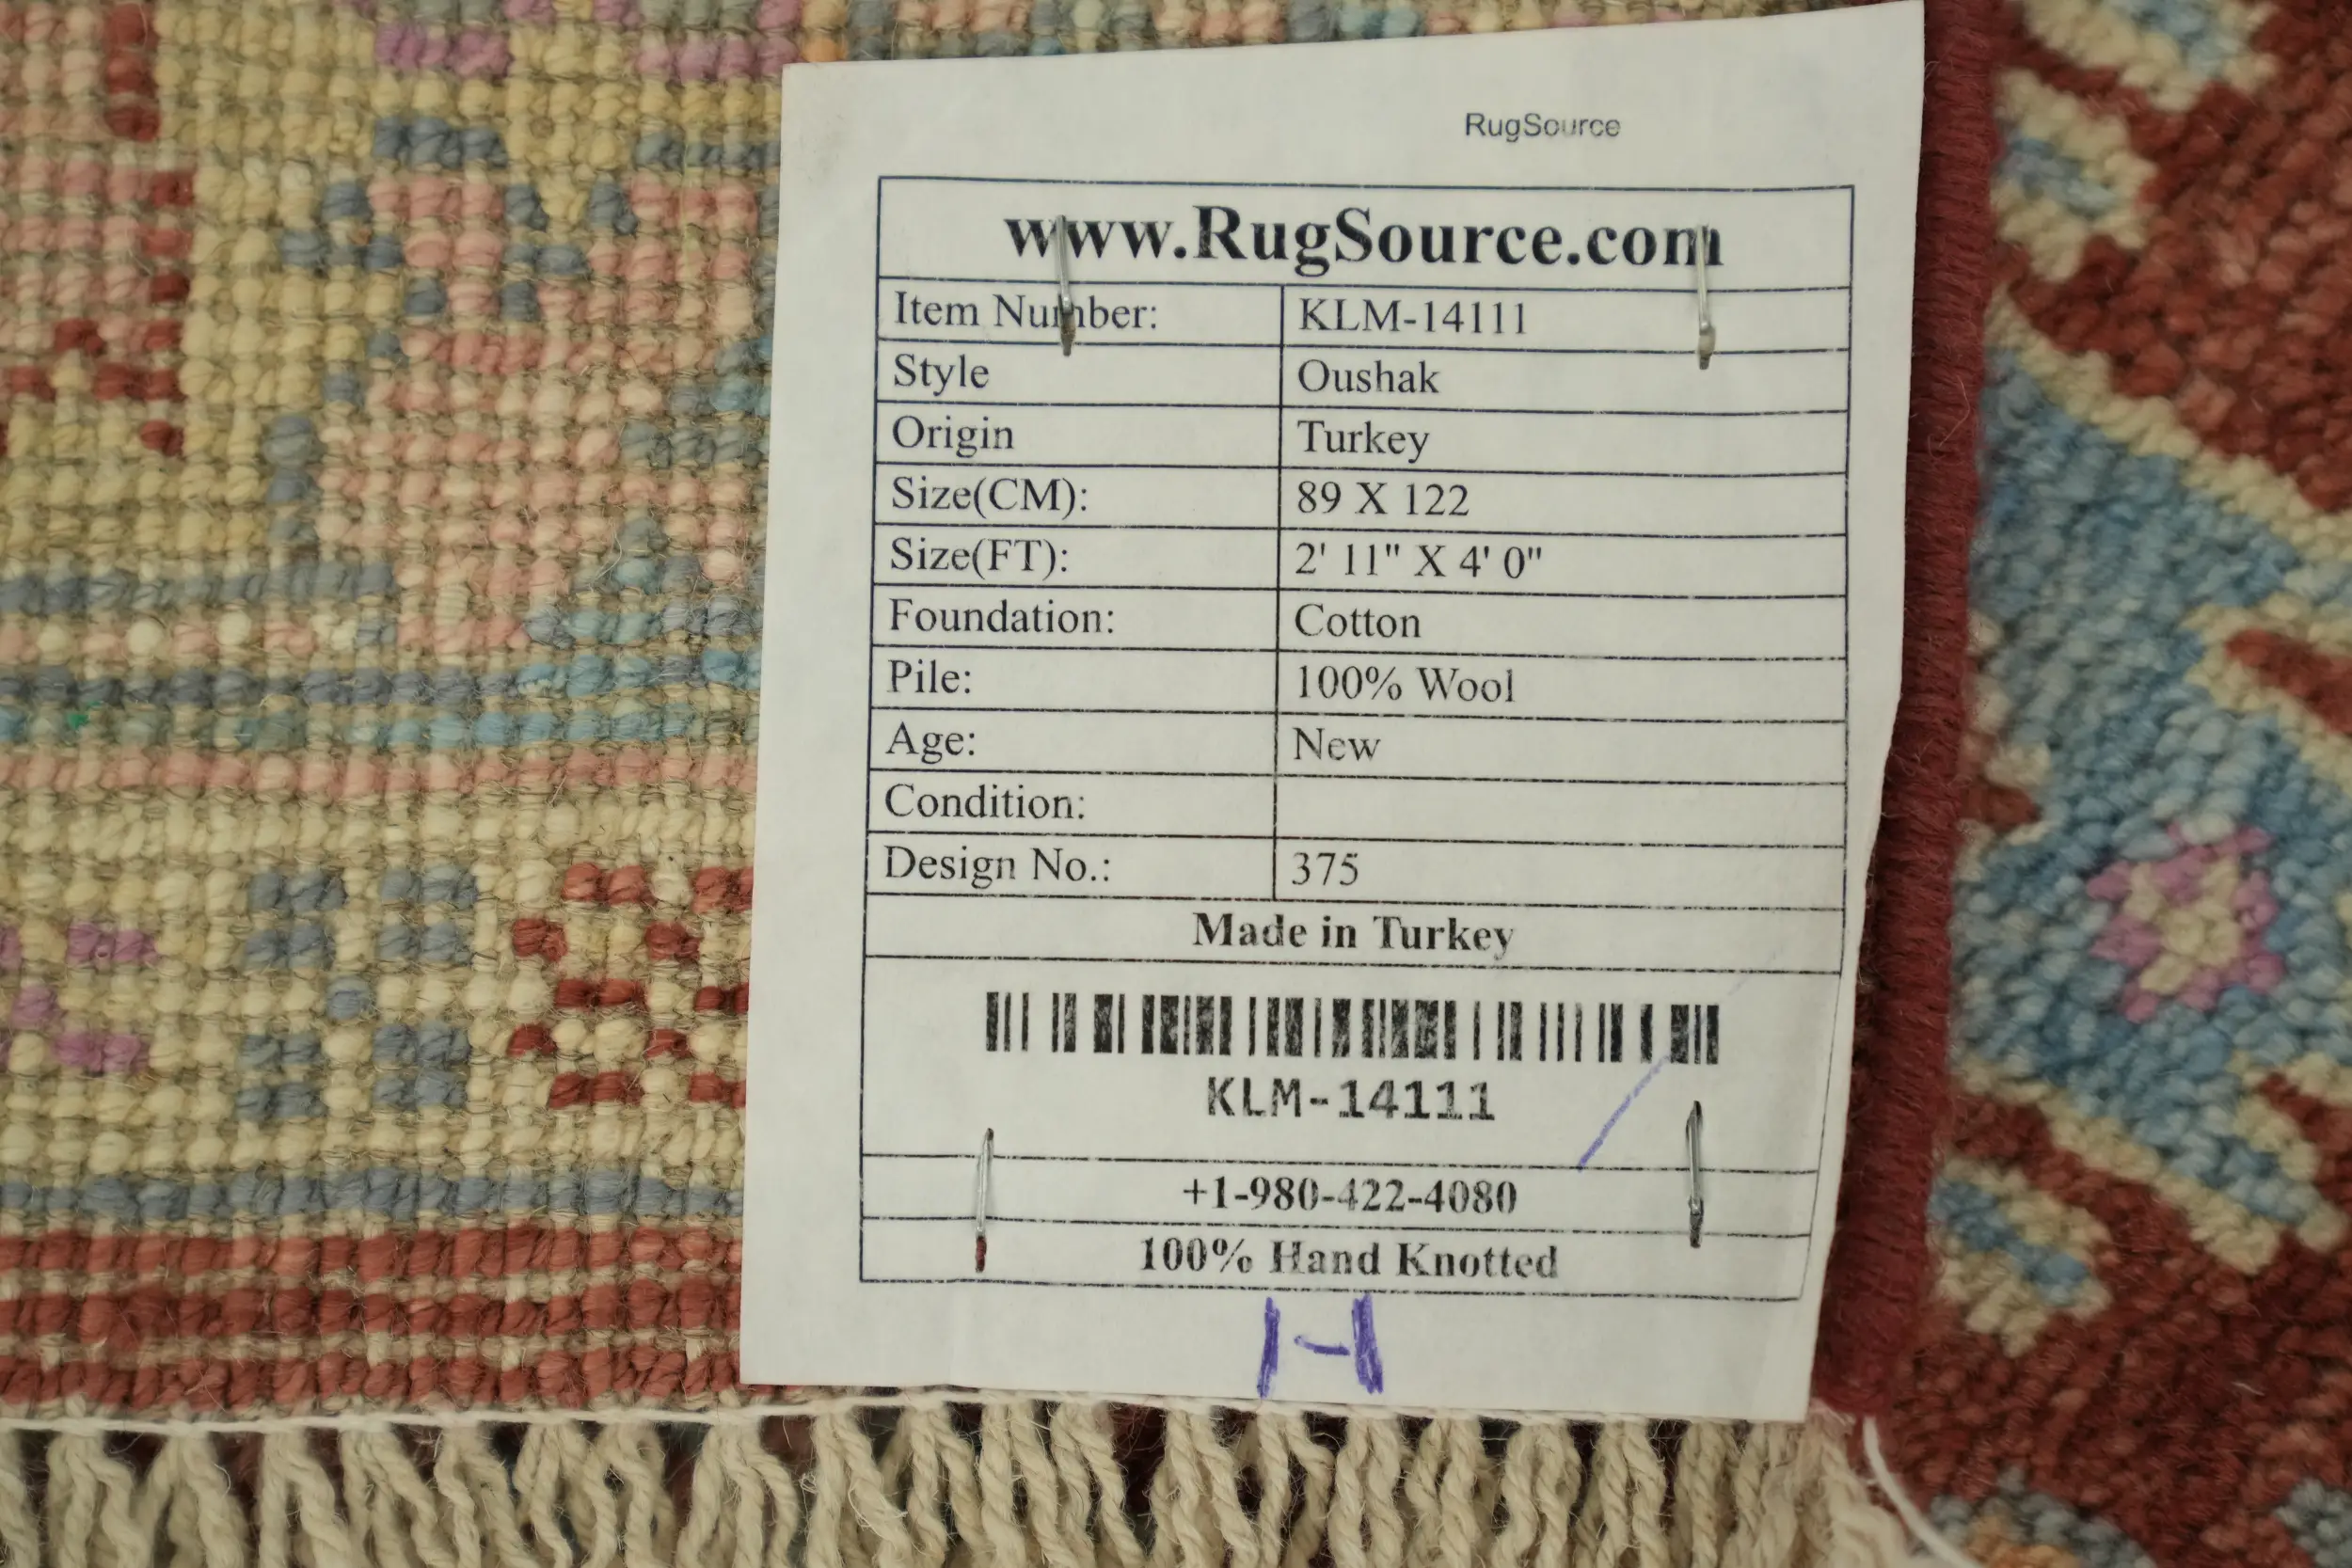 RugSource
www.RugSource.com
Item Number: KLM-14111
Style Oushak
Origin Turkey
Size(CM): 89 X 122
Size(FT): 2' 11" X 4' 0"
Foundation: Cotton
Pile: 100% Wool
Age: New
Condition:
Design No.: 375
Made in Turkey
KLM-14111
+1-980-422-4080
100% Hand Knotted
1-1